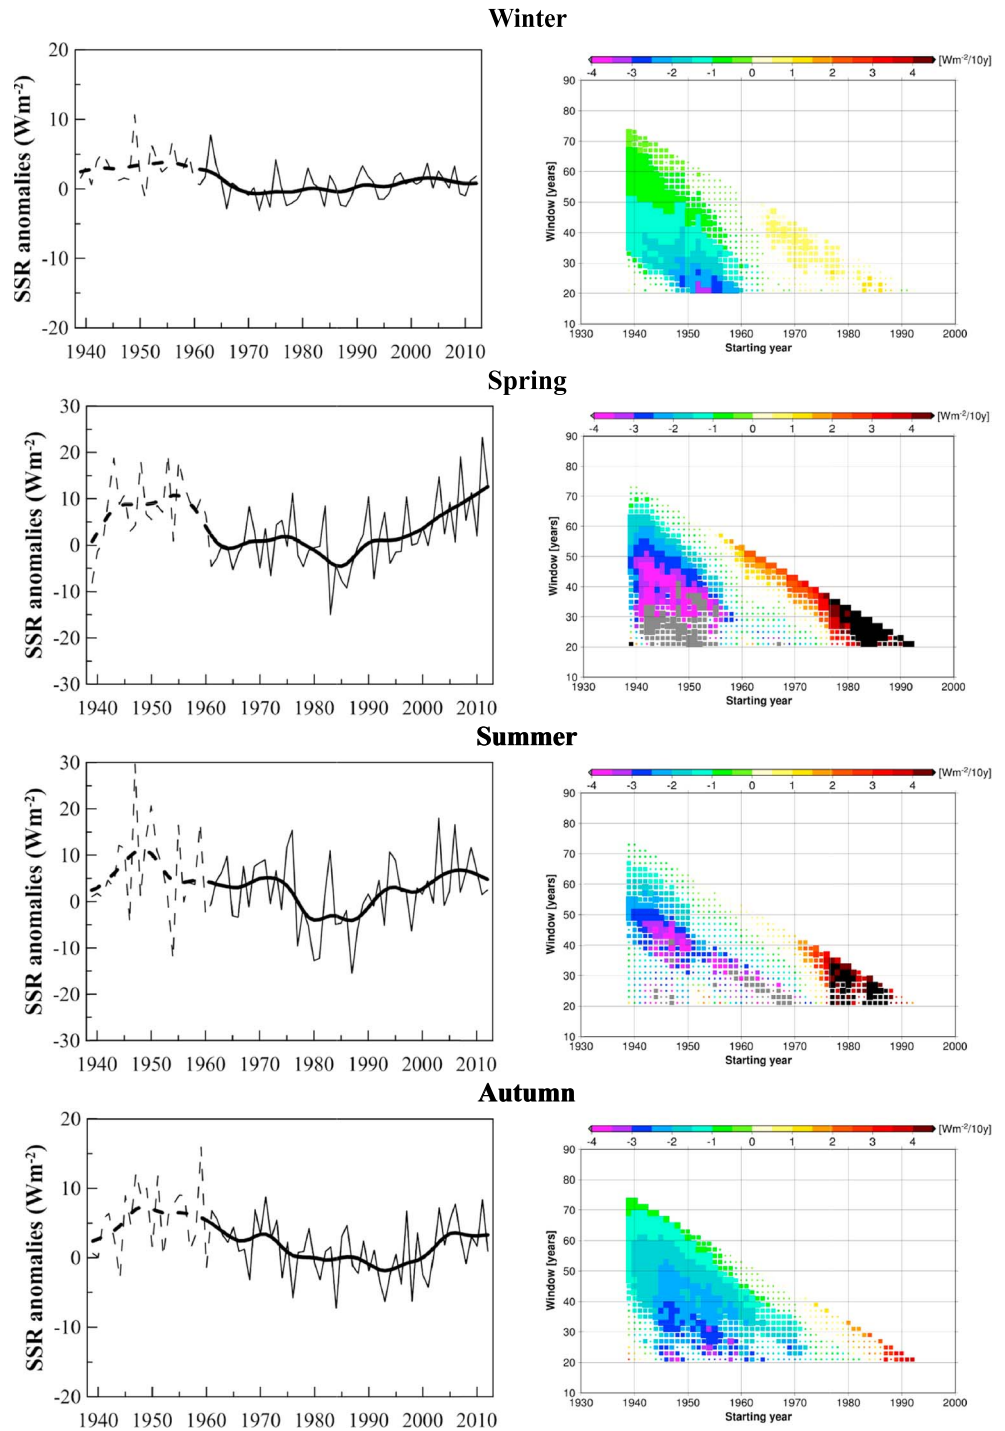 Winter
SSR anomalies (Wm-2)
20
10
0
-10
-20
1940 1950 1960 1970 1980 1990 2000 2010
-4 -3 -2 -1 0 1 2 3 4 [Wm-2/10y]
Window [years]
90
80
70
60
50
40
30
20
10
1930 1940 1950 1960 1970 1980 1990 2000
Starting year
Spring
SSR anomalies (Wm-2)
30
20
10
0
-10
-20
-30
1940 1950 1960 1970 1980 1990 2000 2010
-4 -3 -2 -1 0 1 2 3 4 [Wm-2/10y]
Window [years]
90
80
70
60
50
40
30
20
10
1930 1940 1950 1960 1970 1980 1990 2000
Starting year
Summer
SSR anomalies (Wm-2)
30
20
10
0
-10
-20
-30
1940 1950 1960 1970 1980 1990 2000 2010
-4 -3 -2 -1 0 1 2 3 4 [Wm-2/10y]
Window [years]
90
80
70
60
50
40
30
20
10
1930 1940 1950 1960 1970 1980 1990 2000
Starting year
Autumn
SSR anomalies (Wm-2)
20
10
0
-10
-20
1940 1950 1960 1970 1980 1990 2000 2010
-4 -3 -2 -1 0 1 2 3 4 [Wm-2/10y]
Window [years]
90
80
70
60
50
40
30
20
10
1930 1940 1950 1960 1970 1980 1990 2000
Starting year